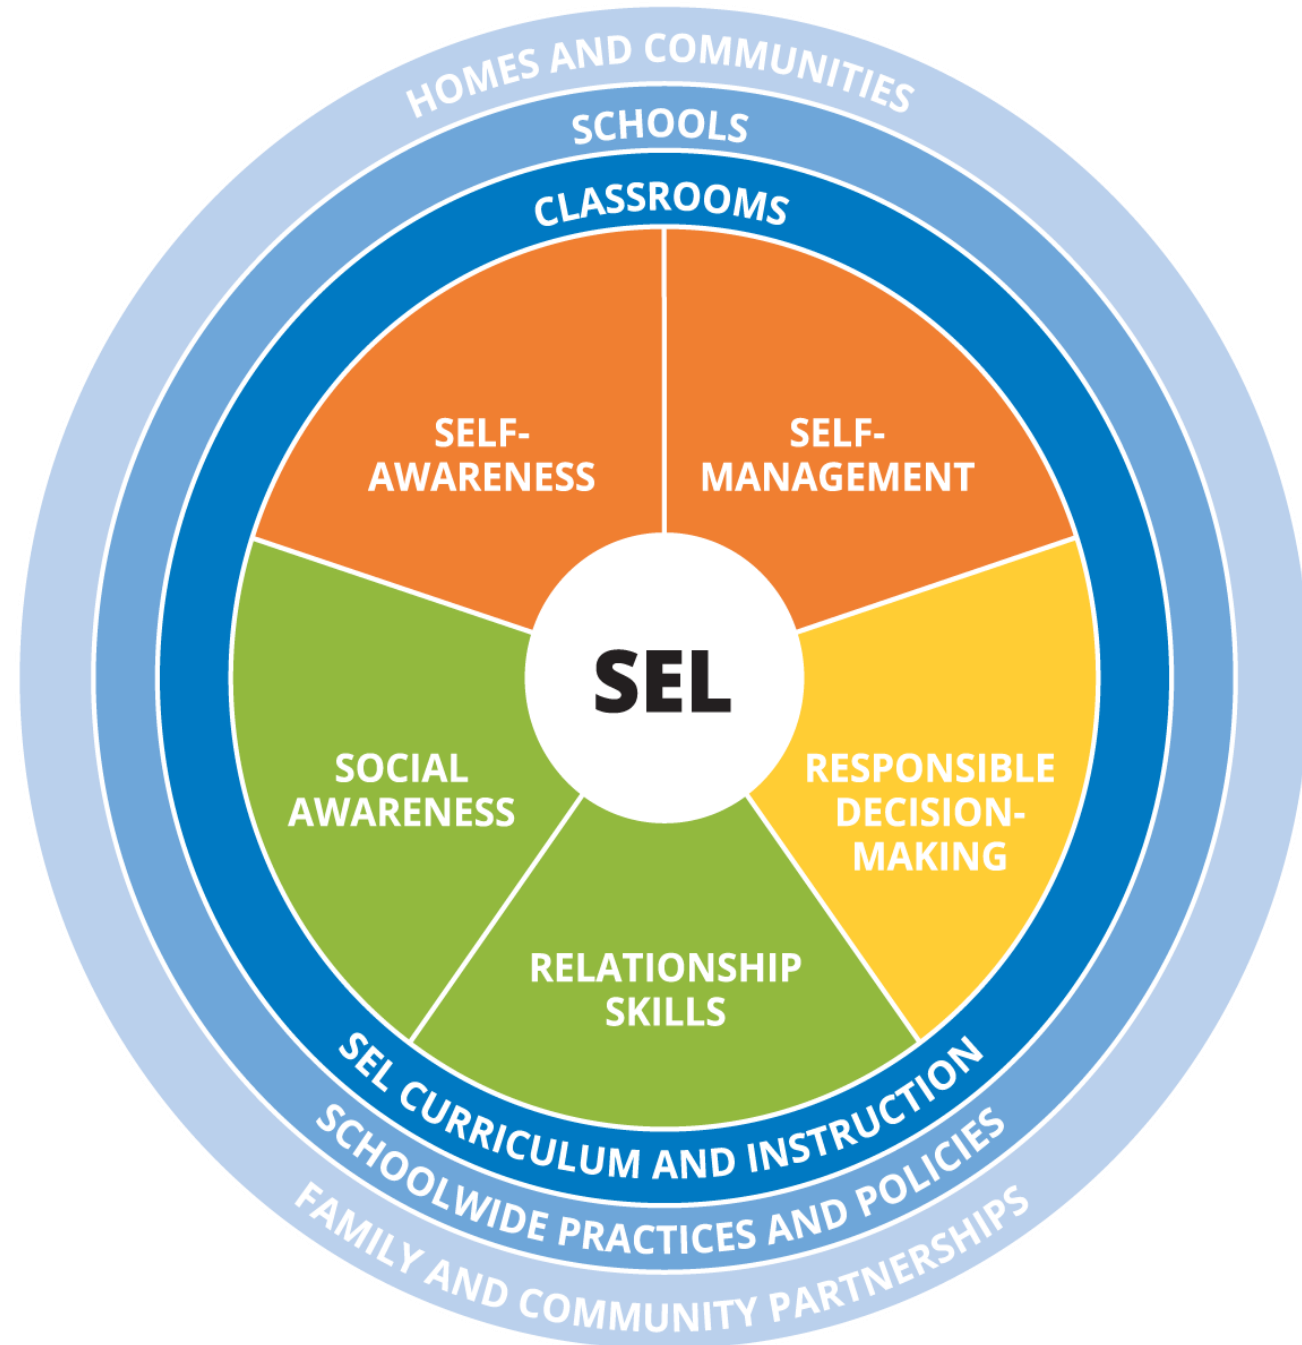 HOMES AND COMMUNITIES
SCHOOLS
CLASSROOMS
SELF-
AWARENESS
SELF-
MANAGEMENT
SEL
SOCIAL
AWARENESS
RESPONSIBLE
DECISION-
MAKING
RELATIONSHIP
SKILLS
SEL CURRICULUM AND INSTRUCTION
SCHOOLWIDE PRACTICES AND POLICIES
FAMILY AND COMMUNITY PARTNERSHIPS